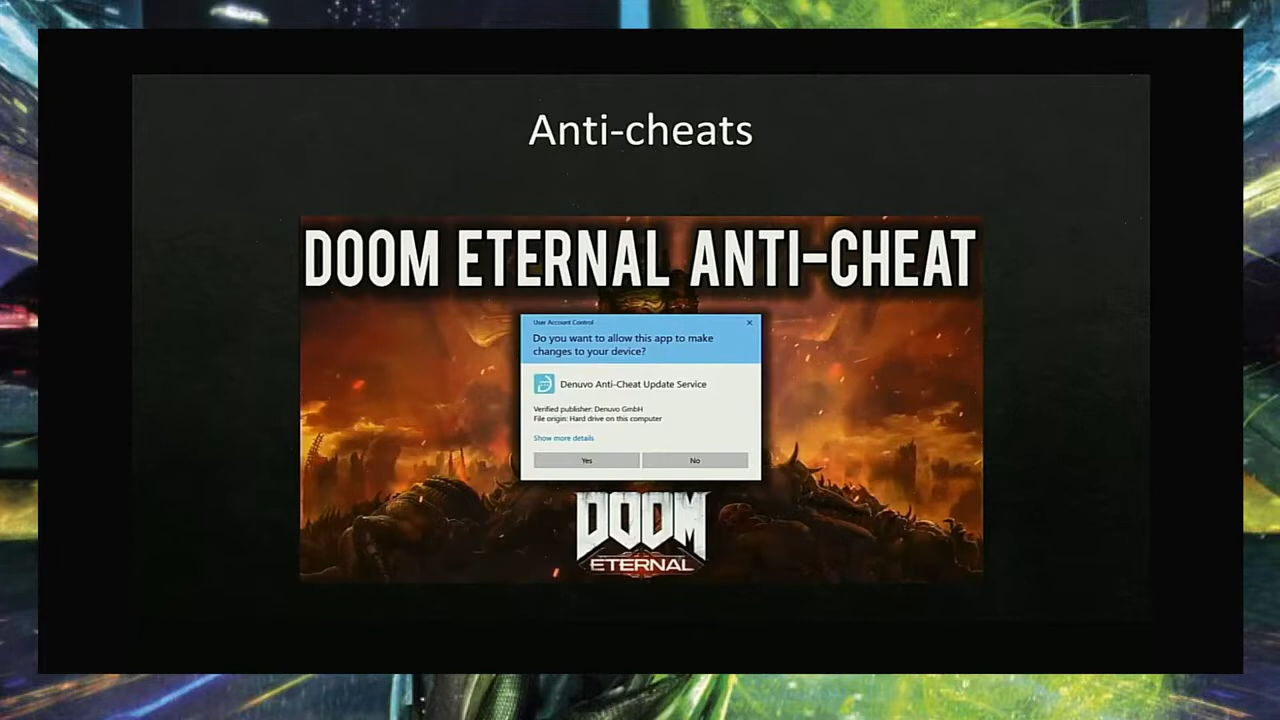 Anti-cheats
DOOM ETERNAL ANTI-CHEAT
User Account Control
Do you want to allow this app to make
changes to your device?
Denuvo Anti-Cheat Update Service
Verified publisher: Denuvo GmbH
File origin: Hard drive on this computer
Show more details
Yes
No
DOOM
ETERNAL